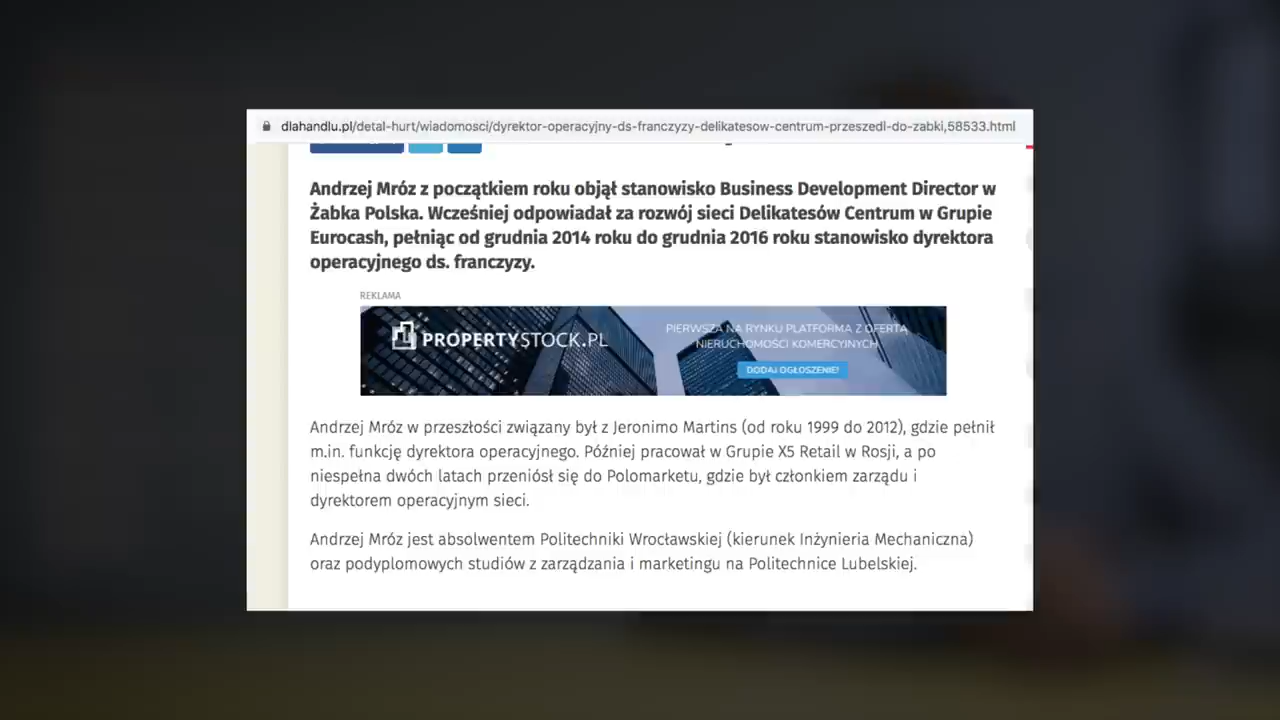 dlahandlu.pl/detal-hurt/wiadomosci/dyrektor-operacyjny-ds-franczyzy-delikatesow-centrum-przeszedl-do-zabki,58533.html
Andrzej Mróz z początkiem roku objął stanowisko Business Development Director w
Żabka Polska. Wcześniej odpowiadał za rozwój sieci Delikatesów Centrum w Grupie
Eurocash, pełniąc od grudnia 2014 roku do grudnia 2016 roku stanowisko dyrektora
operacyjnego ds. franczyzy.
REKLAMA
PROPERTYSTOCK.PL
PIERWSZA NA RYNKU PLATFORMA Z OFERTĄ
NIERUCHOMOŚCI KOMERCYJNYCH
DODAJ OGŁOSZENIE!
Andrzej Mróz w przeszłości związany był z Jeronimo Martins (od roku 1999 do 2012), gdzie pełnił
m.in. funkcję dyrektora operacyjnego. Później pracował w Grupie X5 Retail w Rosji, a po
niespełna dwóch latach przeniósł się do Polomarketu, gdzie był członkiem zarządu i
dyrektorem operacyjnym sieci.
Andrzej Mróz jest absolwentem Politechniki Wrocławskiej (kierunek Inżynieria Mechaniczna)
oraz podyplomowych studiów z zarządzania i marketingu na Politechnice Lubelskiej.